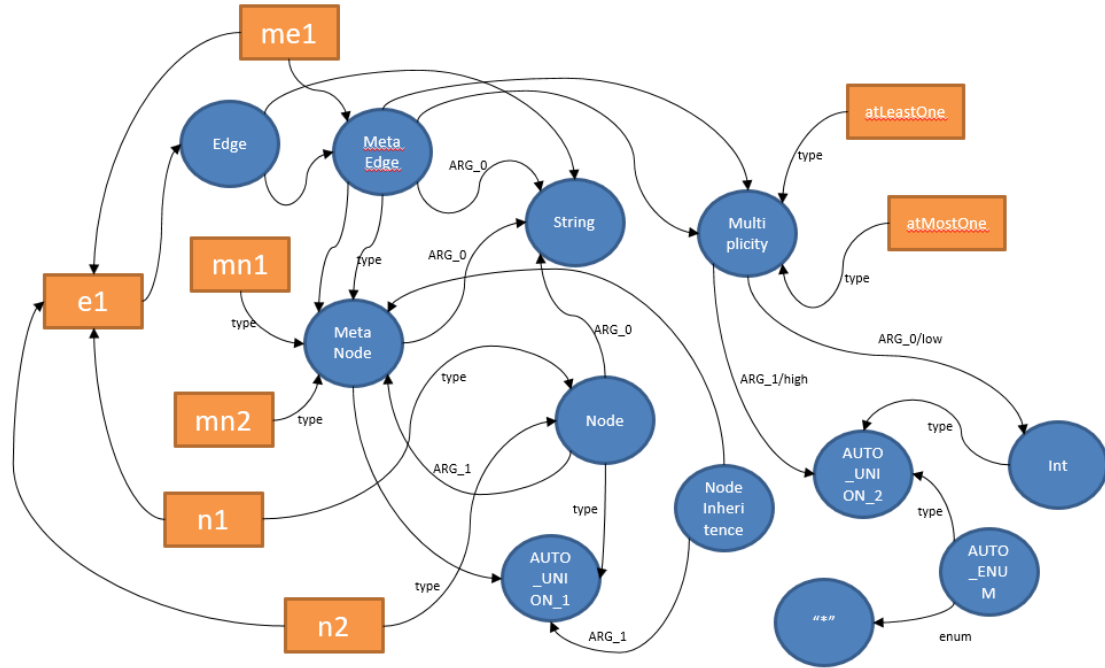 me1
Edge
Meta
Edge
ARG_0
atLeastOne
type
String
Multi
plicity
atMostOne
type
mn1
type
ARG_0
type
e1
Meta
Node
ARG_0
ARG_0/low
ARG_1/high
type
mn2
type
Node
type
ARG_1
AUTO
_UNI
ON_2
Int
n1
type
Node
Inheri
tence
type
AUTO
_UNI
ON_1
AUTO
_ENU
M
type
n2
ARG_1
"*"
enum